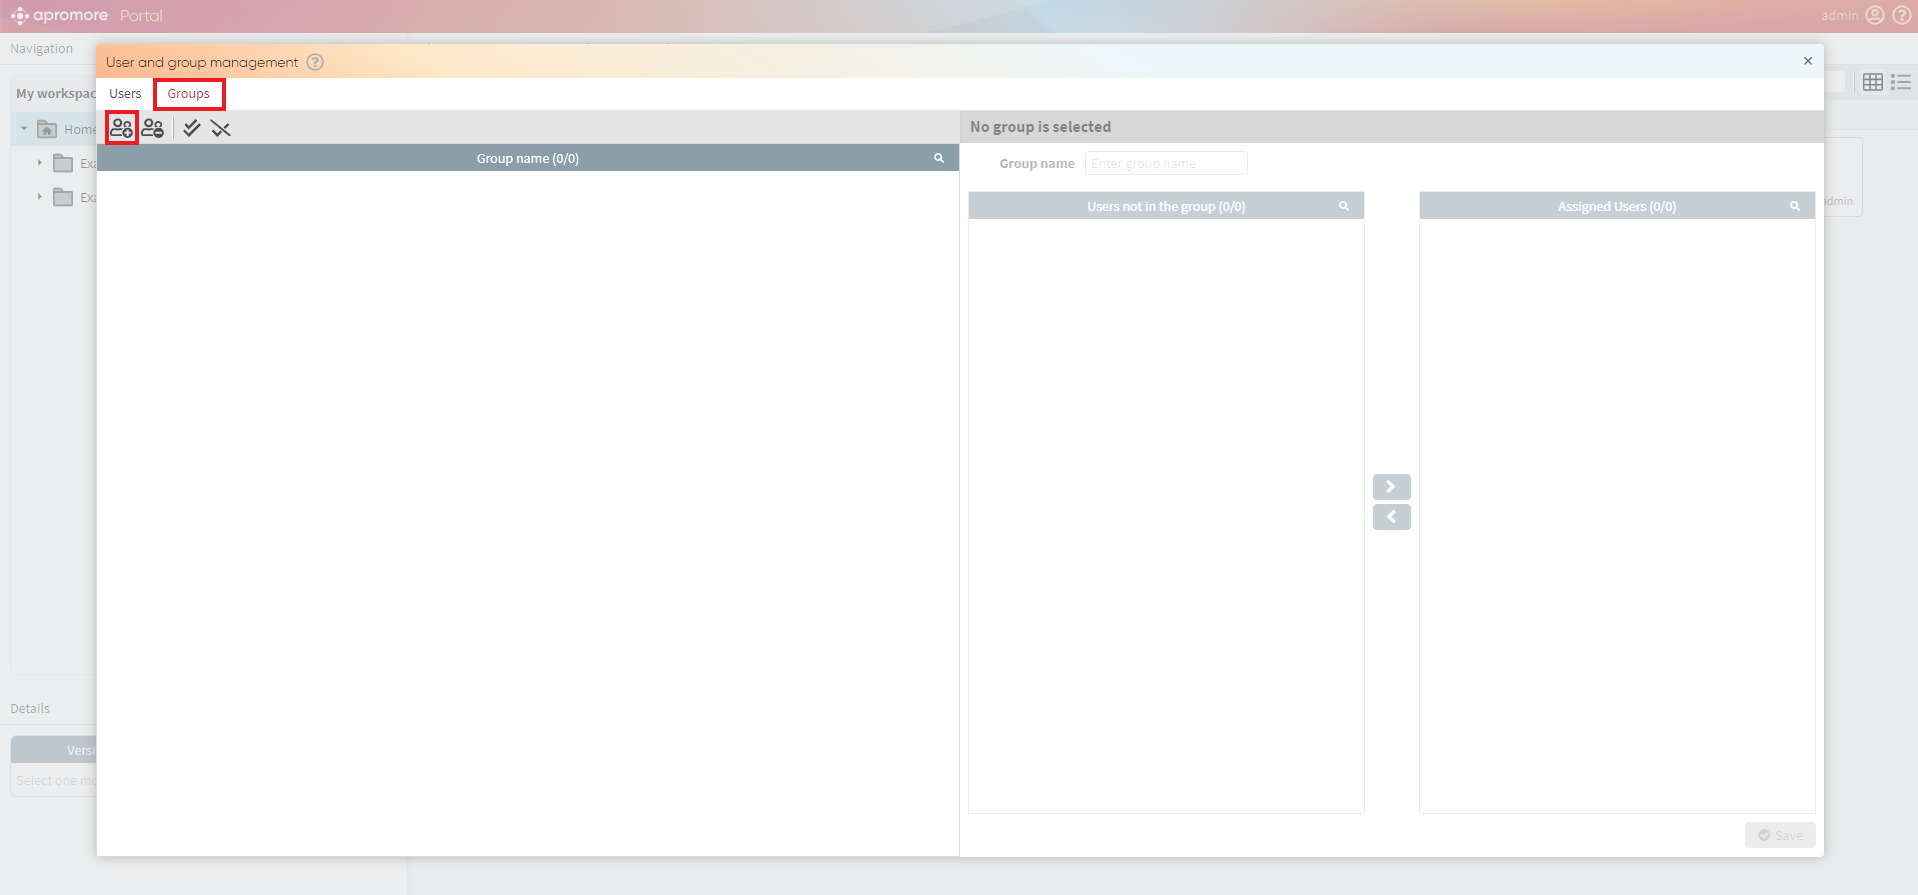 apromore Portal
admin
Navigation
User and group management
My workspac
Users
Groups
Home
No group is selected
Group name (0/0)
Group name
Enter group name
Exa
Exa
Users not in the group (0/0)
Assigned Users (0/0)
admin
Details
Versi
Select one mo
Save